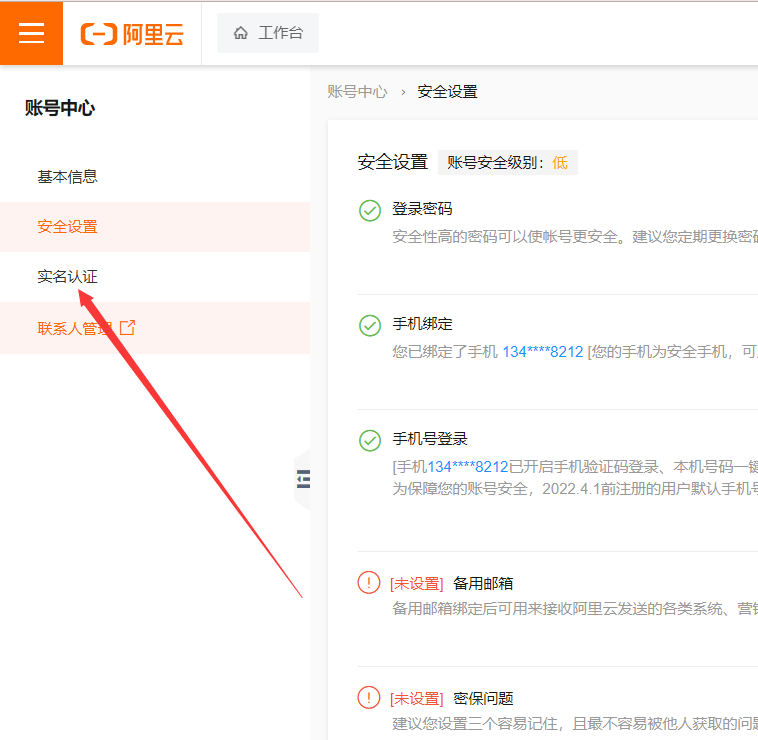 阿里云 工作台
账号中心
基本信息
安全设置
实名认证
联系人管理
账号中心 › 安全设置
安全设置 账号安全级别：低
登录密码
安全性高的密码可以使帐号更安全。建议您定期更换密码
手机绑定
您已绑定了手机 134****8212 [您的手机为安全手机，可
手机号登录
[手机134****8212已开启手机验证码登录、本机号码一键
为保障您的账号安全，2022.4.1前注册的用户默认手机号
[未设置] 备用邮箱
备用邮箱绑定后可用来接收阿里云发送的各类系统、营销
[未设置] 密保问题
建议您设置三个容易记住，且最不容易被他人获取的问题